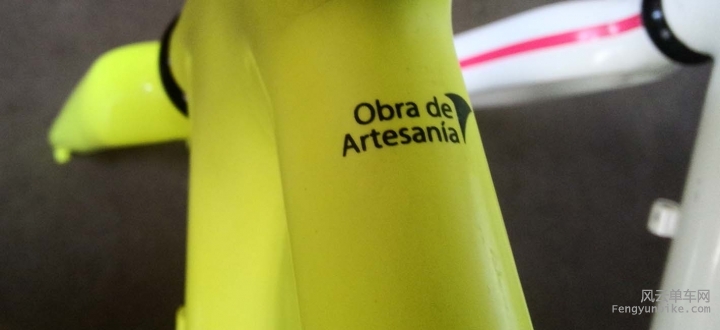 Obra de
Artesanía
风云单车网
Fengyunbike.com